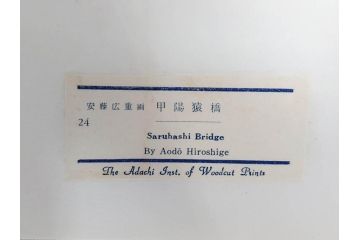 安藤広重画 甲陽猿橋
24
Saruhashi Bridge
By Aodō Hiroshige
The Adachi Inst. of Woodcut Prints